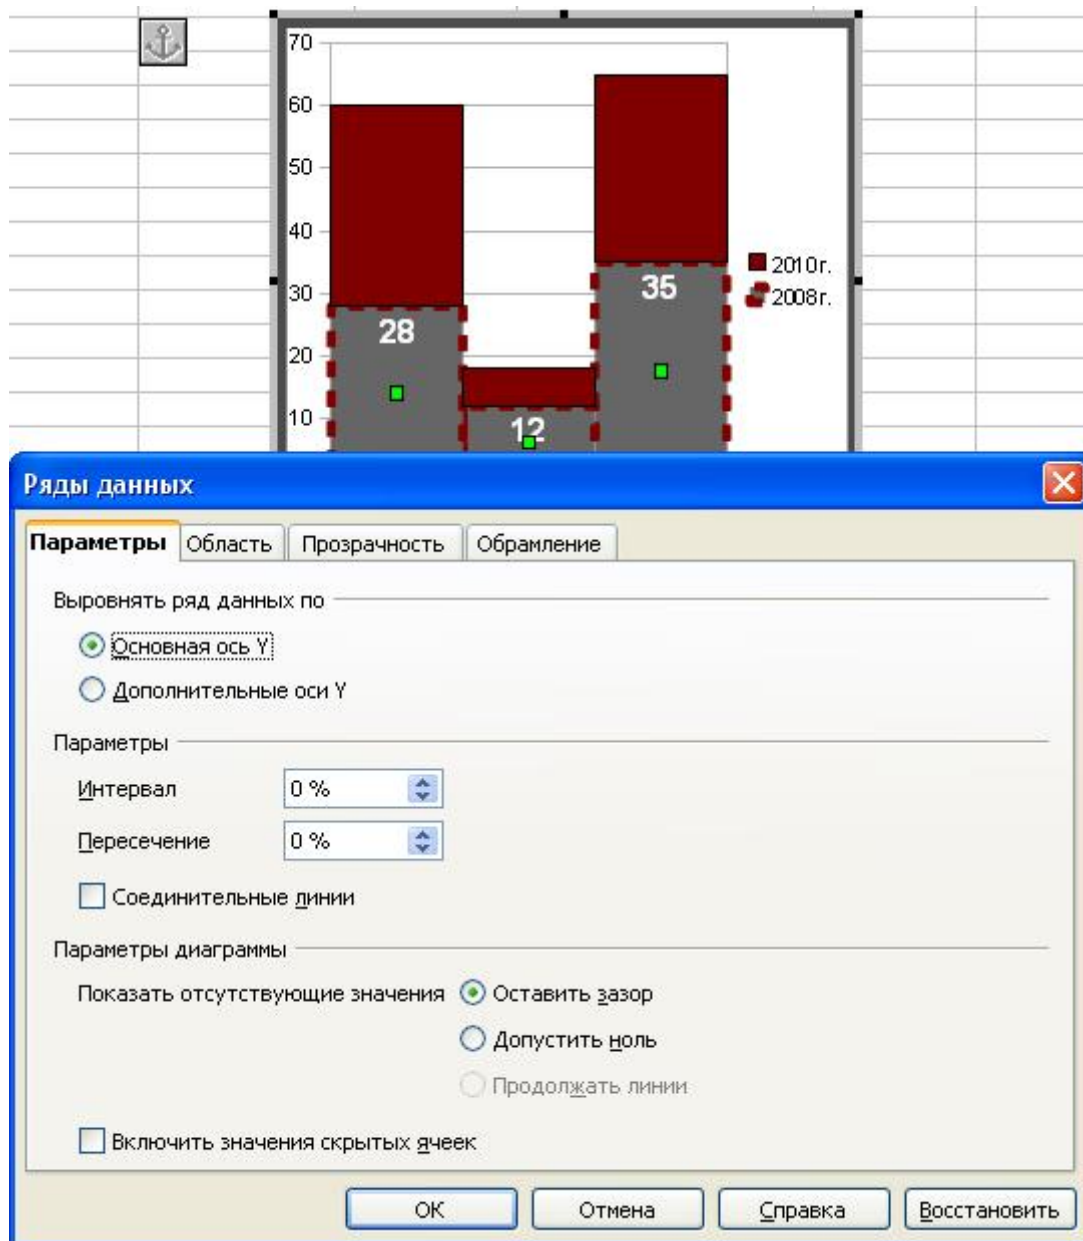 70
60
50
40
30
20
10
28
12
35
2010г.
2008г.
Ряды данных
Параметры Область Прозрачность Обрамление
Выровнять ряд данных по
Основная ось Y
Дополнительные оси Y
Параметры
Интервал 0 %
Пересечение 0 %
Соединительные линии
Параметры диаграммы
Показать отсутствующие значения Оставить зазор
Допустить ноль
Продолжать линии
Включить значения скрытых ячеек
ОК Отмена Справка Восстановить